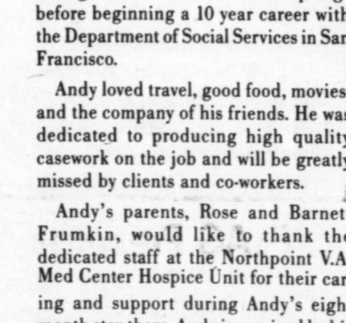 before beginning a 10 year career with
the Department of Social Services in San
Francisco.
Andy loved travel, good food, movies
and the company of his friends. He was
dedicated to producing high quality
casework on the job and will be greatly
missed by clients and co-workers.
Andy's parents, Rose and Barnet
Frumkin, would like to thank the
dedicated staff at the Northpoint V.A
Med Center Hospice Unit for their car
ing and support during Andy's eigh